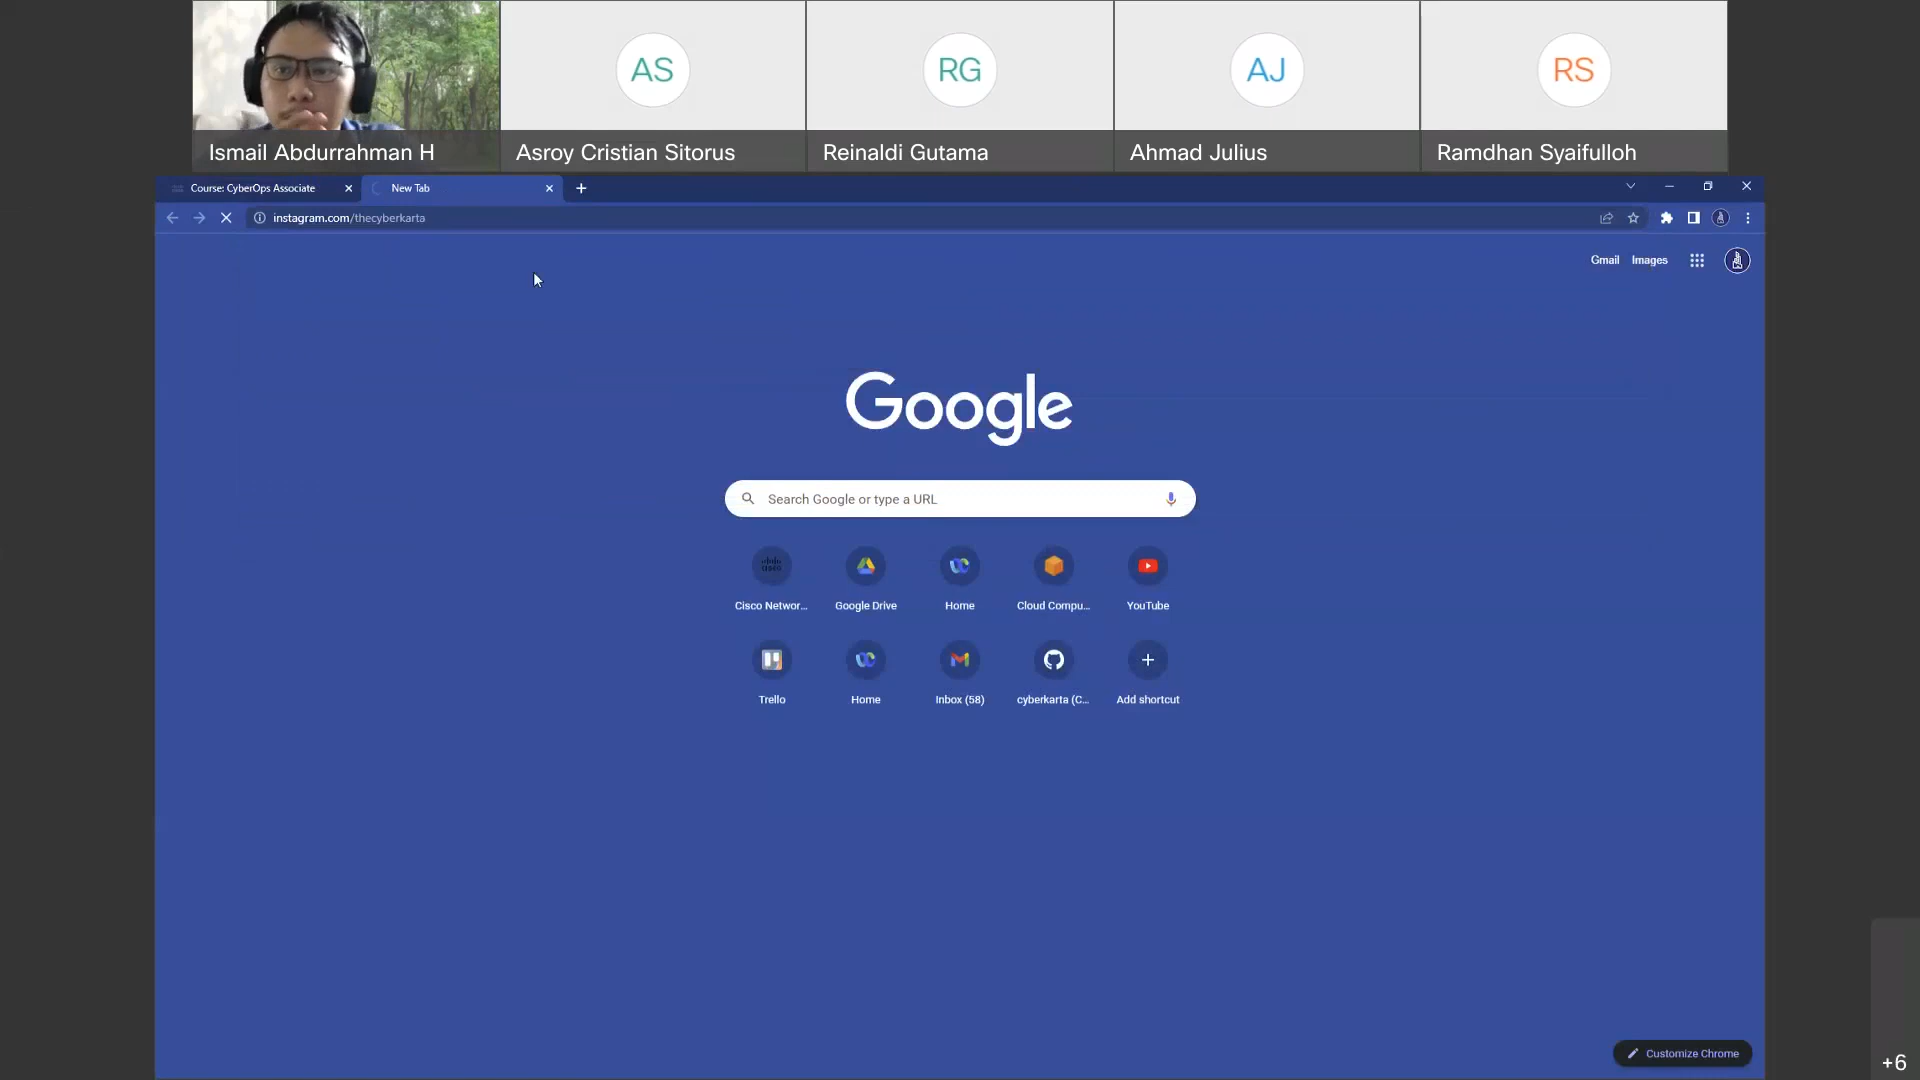 AS
RG
AJ
RS
Ismail Abdurrahman H
Asroy Cristian Sitorus
Reinaldi Gutama
Ahmad Julius
Ramdhan Syaifulloh
Course: CyberOps Associate
New Tab
instagram.com/thecyberkarta
Gmail
Images
Google
Search Google or type a URL
Cisco Networ...
Google Drive
Home
Cloud Compu...
YouTube
Trello
Home
Inbox (58)
cyberkarta (C...
Add shortcut
Customize Chrome
+6